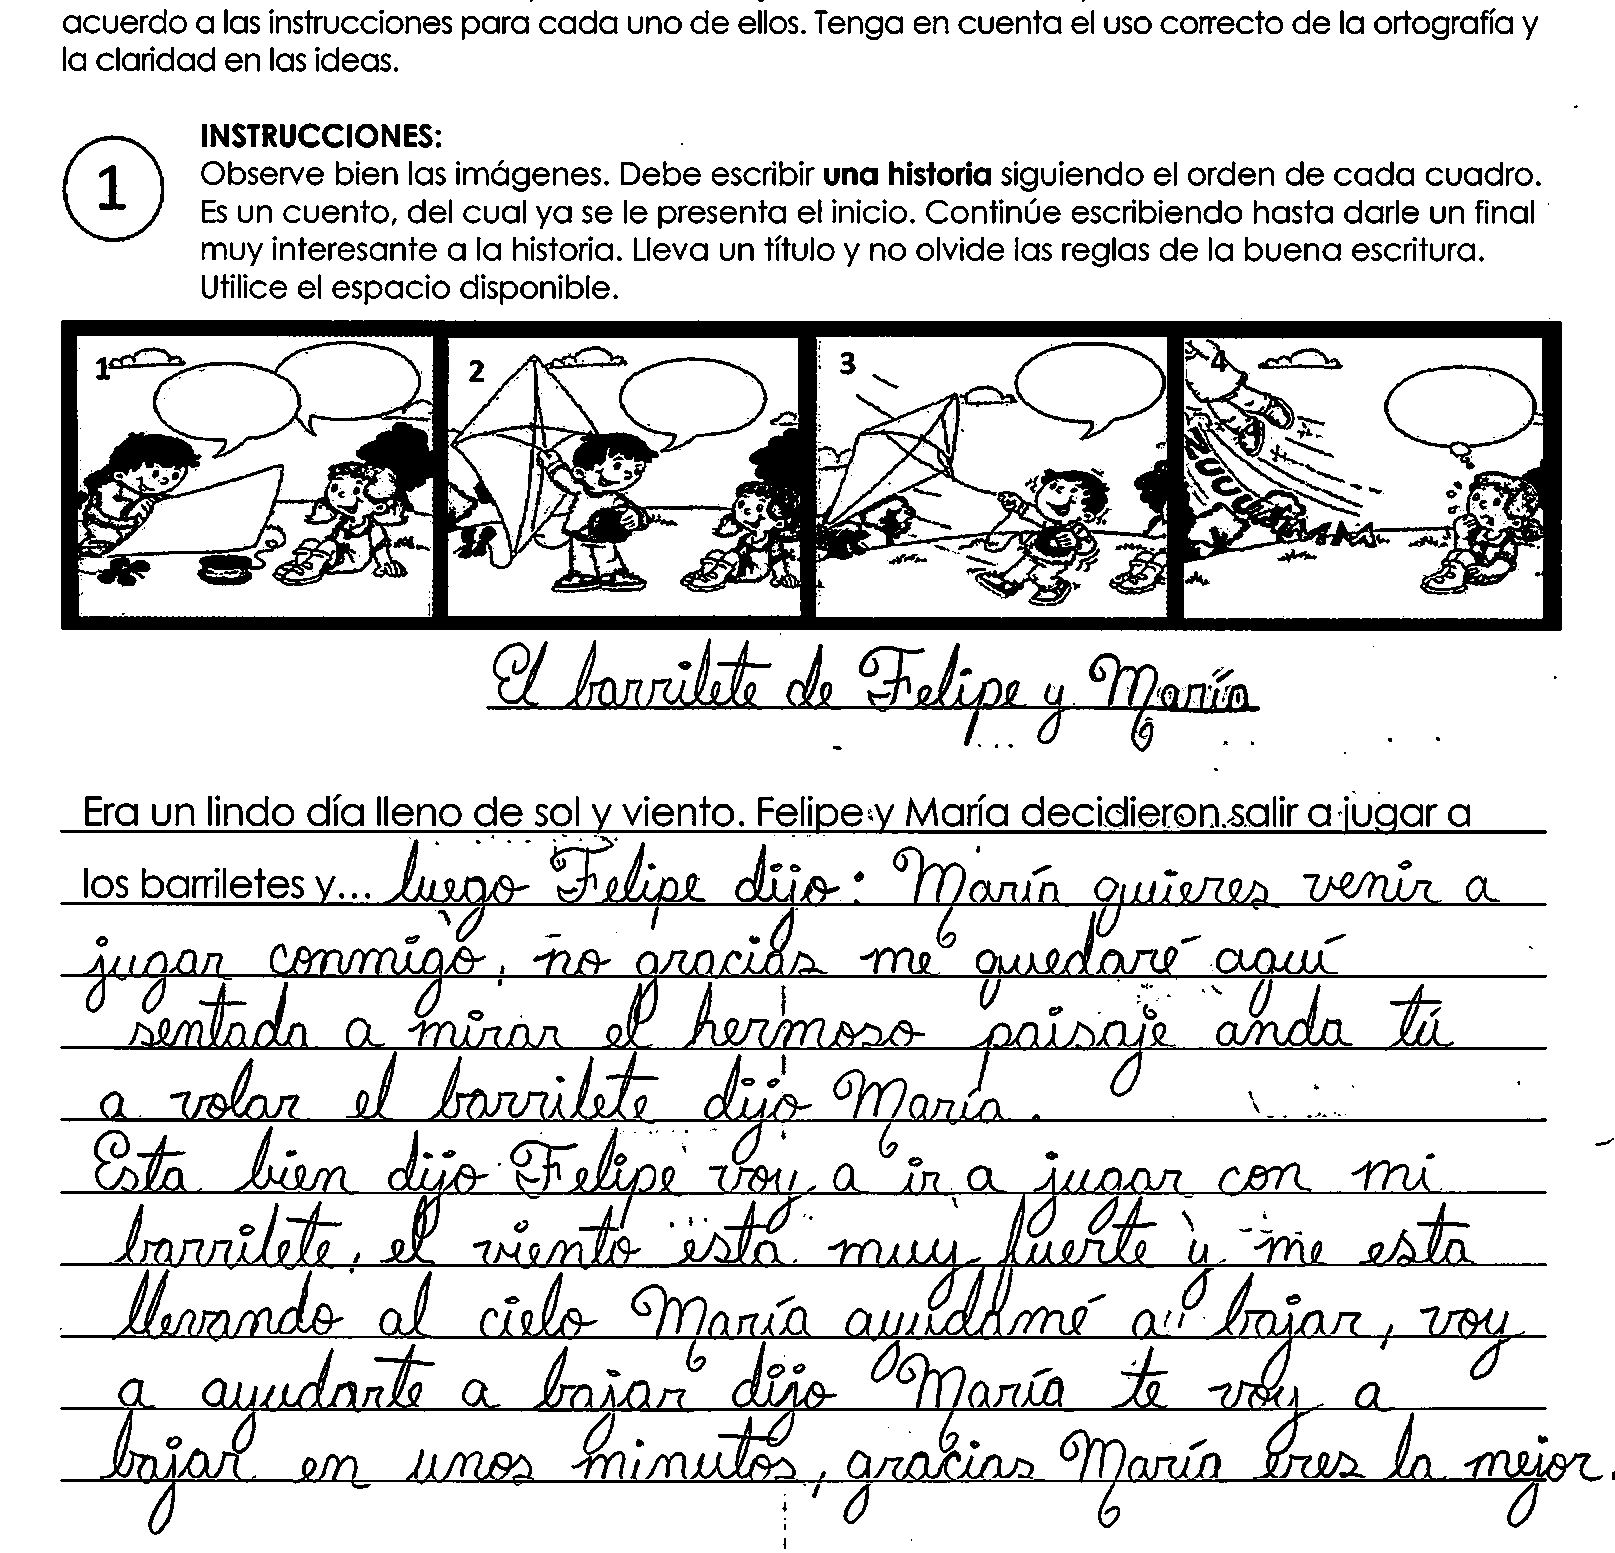 acuerdo a las instrucciones para cada uno de ellos. Tenga en cuenta el uso correcto de la ortografía y
la claridad en las ideas.
1
INSTRUCCIONES:
Observe bien las imágenes. Debe escribir una historia siguiendo el orden de cada cuadro.
Es un cuento, del cual ya se le presenta el inicio. Continúe escribiendo hasta darle un final
muy interesante a la historia. Lleva un título y no olvide las reglas de la buena escritura.
Utilice el espacio disponible.
1 2 3 4
El barrilete de Felipe y María
Era un lindo día lleno de sol y viento. Felipe y María decidieron salir a jugar a
los barriletes y... luego Felipe dijo: María quieres venir a
jugar conmigo, no gracias me quedaré aquí
sentada a mirar el hermoso paisaje anda tú
a volar el barrilete dijo María.
Esta bien dijo Felipe voy a ir a jugar con mi
barrilete, el viento esta muy fuerte y me esta
llevando al cielo María ayudamé a bajar, voy
a ayudarte a bajar dijo María te voy a
bajar en unos minutos, gracias María eres la mejor.